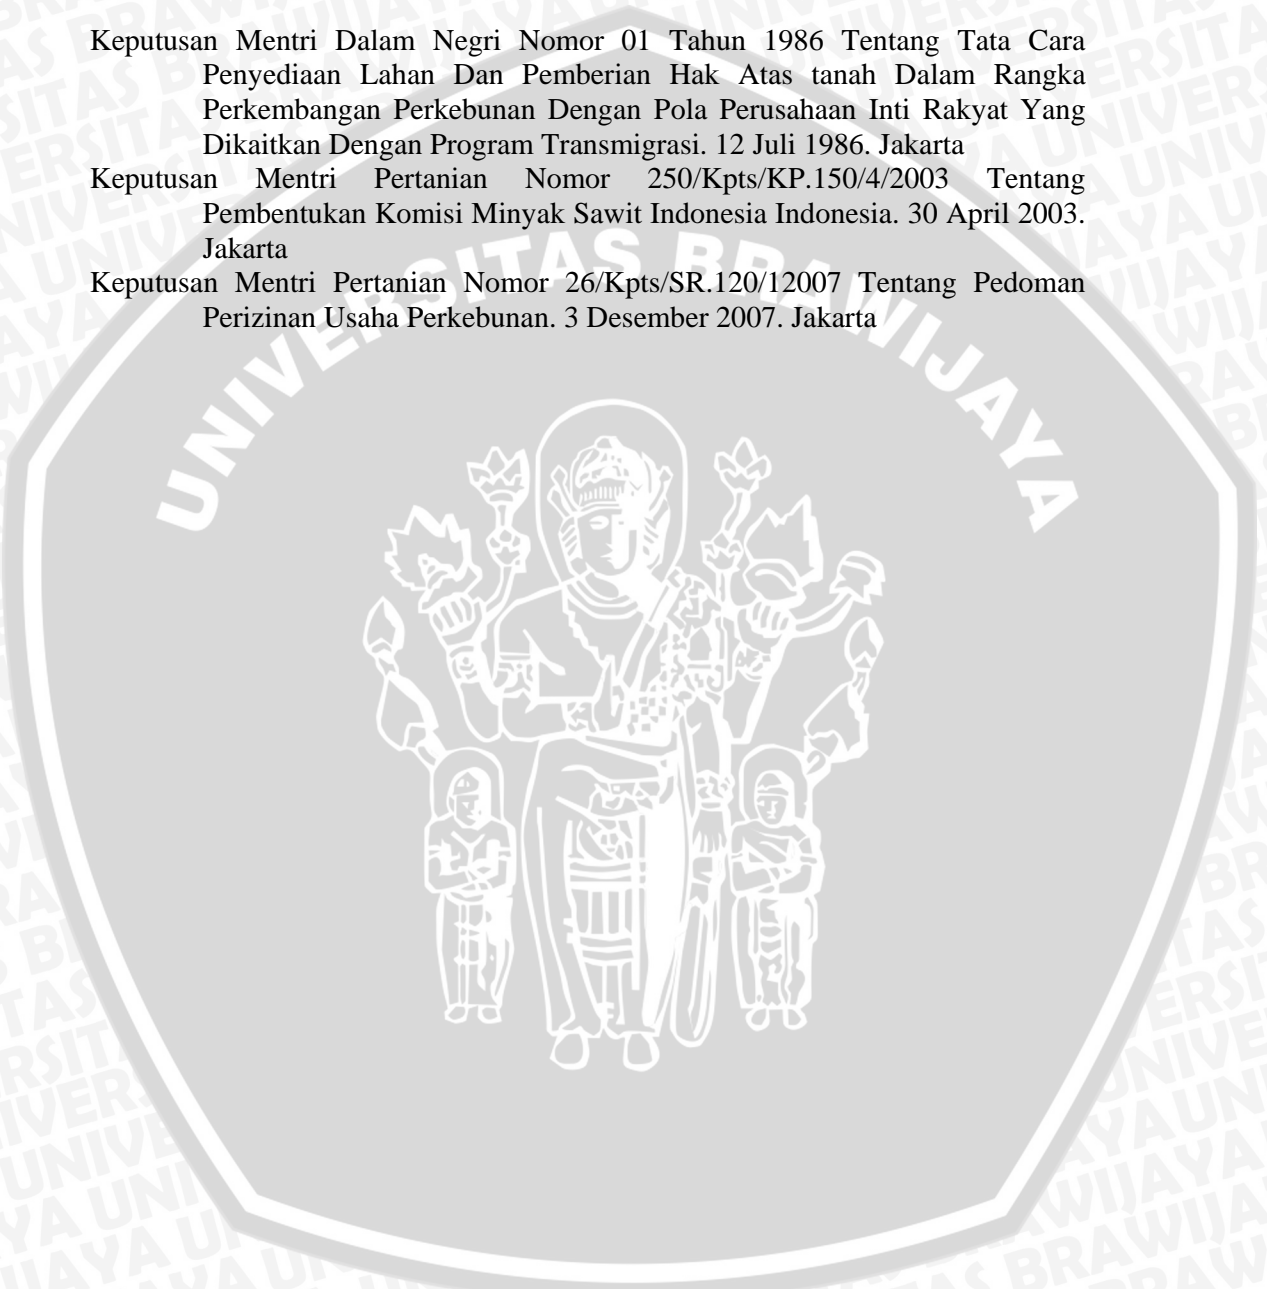 Keputusan Mentri Dalam Negri Nomor 01 Tahun 1986 Tentang Tata Cara
Penyediaan Lahan Dan Pemberian Hak Atas tanah Dalam Rangka
Perkembangan Perkebunan Dengan Pola Perusahaan Inti Rakyat Yang
Dikaitkan Dengan Program Transmigrasi. 12 Juli 1986. Jakarta
Keputusan Mentri Pertanian Nomor 250/Kpts/KP.150/4/2003 Tentang
Pembentukan Komisi Minyak Sawit Indonesia Indonesia. 30 April 2003.
Jakarta
Keputusan Mentri Pertanian Nomor 26/Kpts/SR.120/12007 Tentang Pedoman
Perizinan Usaha Perkebunan. 3 Desember 2007. Jakarta
UNIVERSITAS BRAWIJAYA